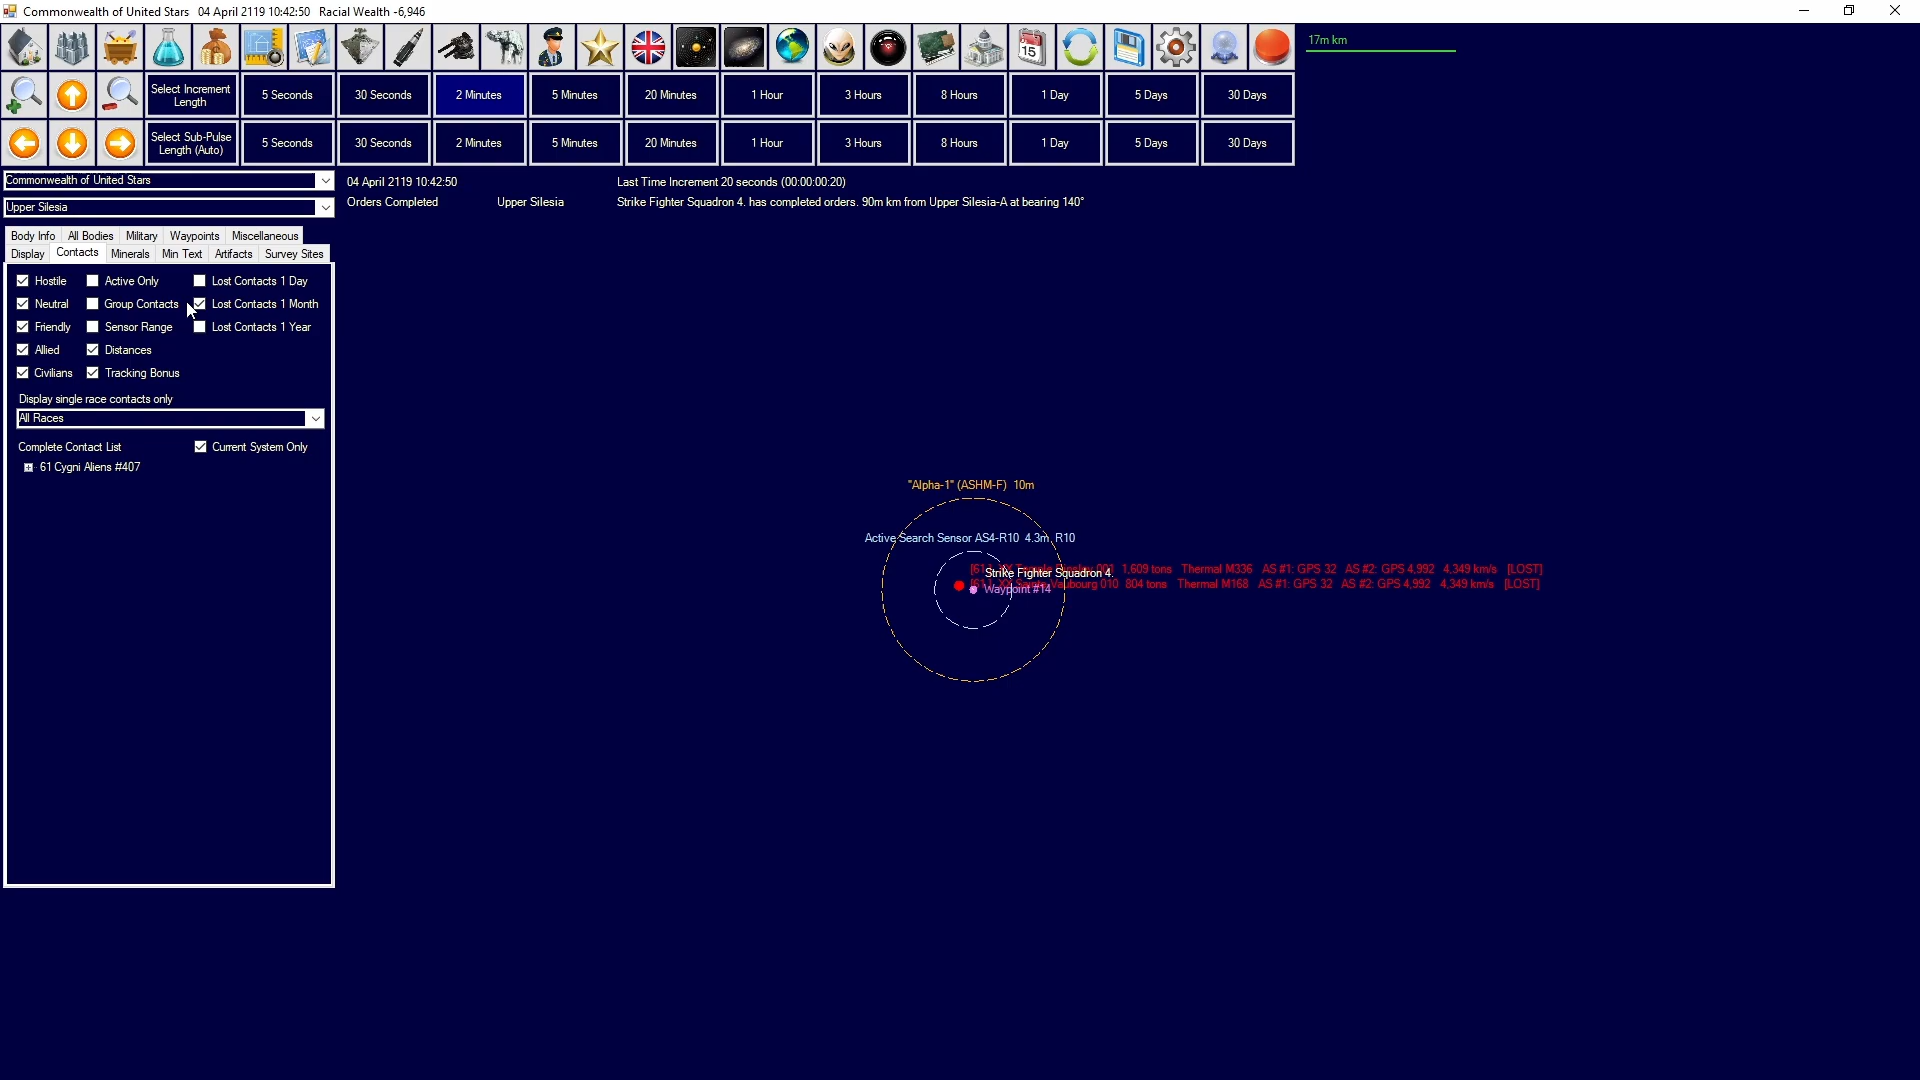 Commonwealth of United Stars 04 April 2119 10:42:50 Racial Wealth -6,946
17m km
15
Select Increment Length
5 Seconds
30 Seconds
2 Minutes
5 Minutes
20 Minutes
1 Hour
3 Hours
8 Hours
1 Day
5 Days
30 Days
Select Sub-Pulse Length (Auto)
5 Seconds
30 Seconds
2 Minutes
5 Minutes
20 Minutes
1 Hour
3 Hours
8 Hours
1 Day
5 Days
30 Days
Commonwealth of United Stars
04 April 2119 10:42:50 Last Time Increment 20 seconds (00:00:00:20)
Upper Silesia
Orders Completed Upper Silesia Strike Fighter Squadron 4. has completed orders. 90m km from Upper Silesia-A at bearing 140°
Body Info All Bodies Military Waypoints Miscellaneous
Display Contacts Minerals Min Text Artifacts Survey Sites
Hostile Active Only Lost Contacts 1 Day
Neutral Group Contacts Lost Contacts 1 Month
Friendly Sensor Range Lost Contacts 1 Year
Allied Distances
Civilians Tracking Bonus
Display single race contacts only
All Races
Complete Contact List Current System Only
61 Cygni Aliens #407
"Alpha-1" (ASHM-F) 10m
Active Search Sensor AS4-R10 4.3m R10
1,609 tons Thermal M336 AS #1: GPS 32 AS #2: GPS 4,992 4,349 km/s [LOST]
Strike Fighter Squadron 4.
010 804 tons Thermal M168 AS #1: GPS 32 AS #2: GPS 4,992 4,349 km/s [LOST]
Waypoint #14